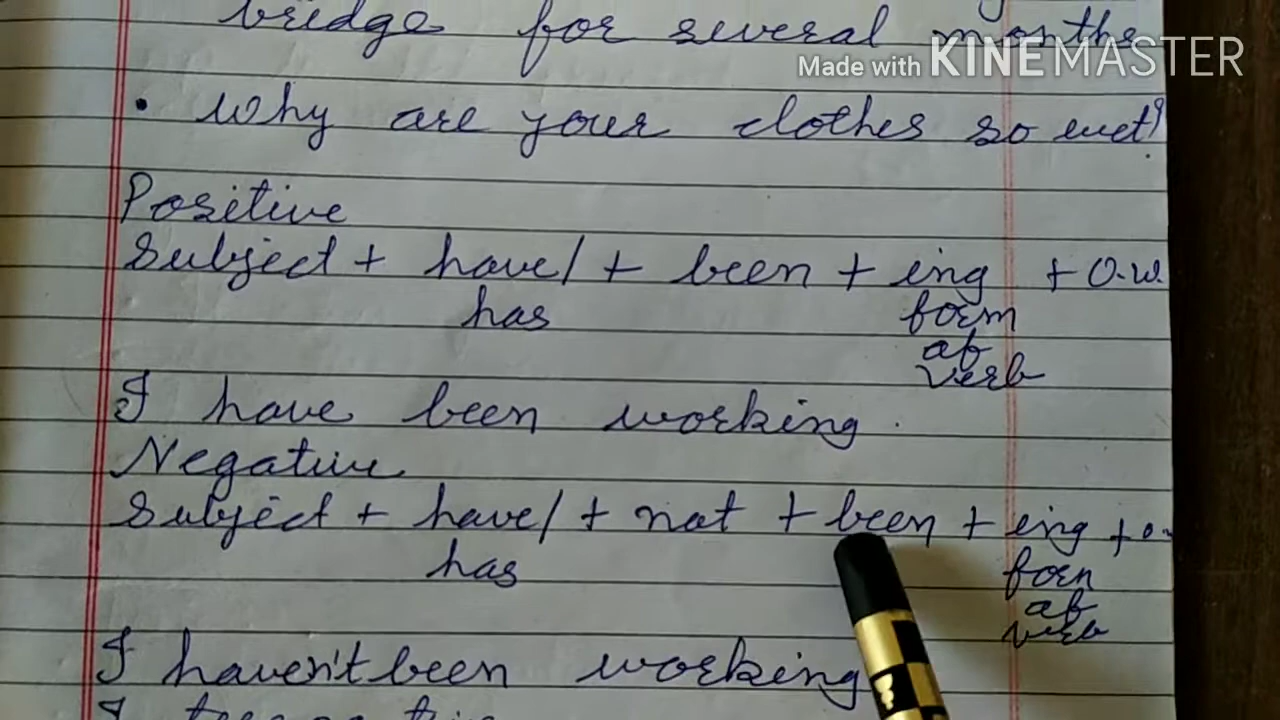 bridge for several months
Made with KINEMASTER
• Why are your clothes so wet?
Positive
Subject + have/ + been + ing + O.W.
has form
of
verb
I have been working.
Negative
Subject + have/ + not + been + ing +
has form
of
verb
I haven't been working